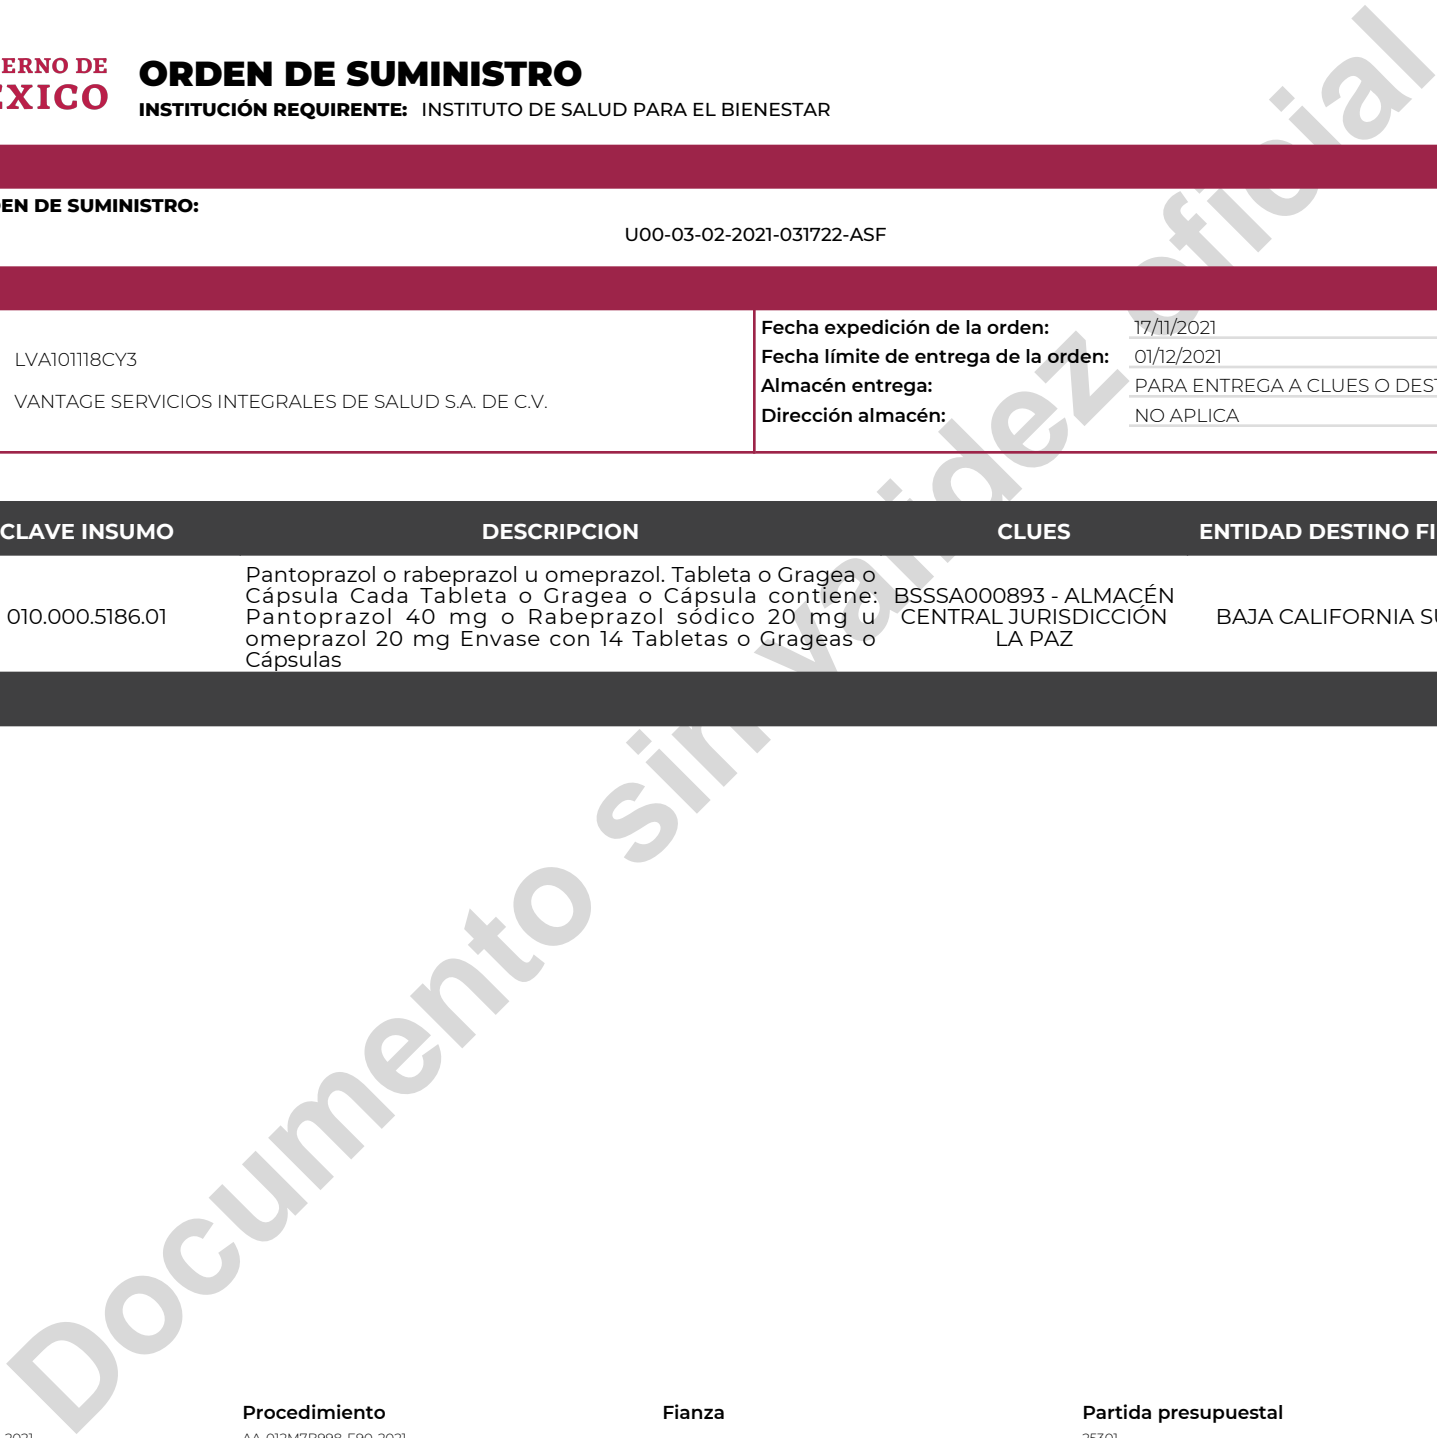 ERNO DE
EXICO
ORDEN DE SUMINISTRO
INSTITUCIÓN REQUIRENTE: INSTITUTO DE SALUD PARA EL BIENESTAR
EN DE SUMINISTRO:
U00-03-02-2021-031722-ASF
LVA101118CY3
VANTAGE SERVICIOS INTEGRALES DE SALUD S.A. DE C.V.
Fecha expedición de la orden: 17/11/2021
Fecha límite de entrega de la orden: 01/12/2021
Almacén entrega: PARA ENTREGA A CLUES O DEST
Dirección almacén: NO APLICA
CLAVE INSUMO DESCRIPCION CLUES ENTIDAD DESTINO FI
010.000.5186.01
Pantoprazol o rabeprazol u omeprazol. Tableta o Gragea o
Cápsula Cada Tableta o Gragea o Cápsula contiene:
Pantoprazol 40 mg o Rabeprazol sódico 20 mg u
omeprazol 20 mg Envase con 14 Tabletas o Grageas o
Cápsulas
BSSSA000893 - ALMACÉN
CENTRAL JURISDICCIÓN
LA PAZ
BAJA CALIFORNIA SU
Documento sin validez oficial
Procedimiento Fianza Partida presupuestal